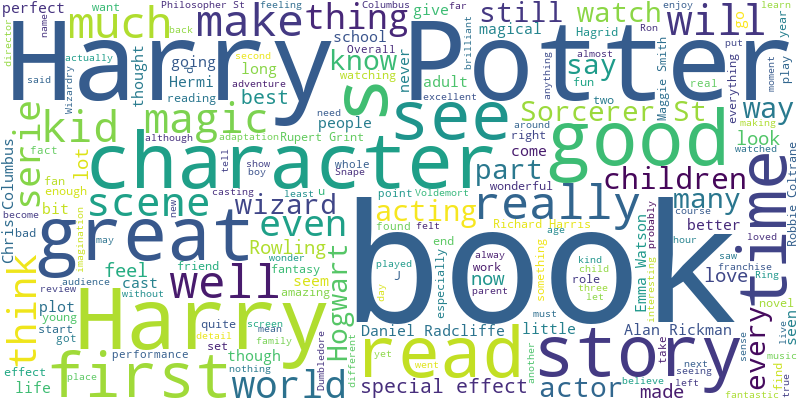 perfect
want
Philosopher St
feeling
Columbus
far
enjoy
learn
much
make
thing
give
still
watch
will
go
director
name
back
actually
Harry Potter
said
Wizardry
going
Hermi
reading
school
thought
long
best
up
adventure
second
Overall
know
watching
never
adult
magical
brilliant
say
fun
Hagrid
almost
anything
two
Ron
Maggie Smith
put
everything
real
moment
play
year
kid
magic
although
Rupert Grint
people
need
excellent
adaptation
s
see
Sorcerer St
around
right
come
good
making
watched
way
look
serie
fact
fan
enough
bit
lot
character
tell
show
boy
whole
Snape
casting
least
u
point
Voldemort
part
wonderful
children
many
better
Chris Columbus
become
bad
scene
new
wizard
even
acting
found
felt
really
Richard Harris
age
probably
course
hour
loved
time
Robbie Coltrane
great
may
imagination
well
Rowling
wonder
fantasy
seem
amazing
feel
friend
cast
without
Hogwart
end
especially
played
J
alway
work
now
parent
day
book
kind
child
role
three
let
something
Emma Watson
interesting
love
saw
franchise
Ring
every
novel
seen
live
true
think
audience
review
plot
young
start
got
effect
life
Harry
quite
set
detail
screen
mean
family
though
nothing
performance
place
first
world
Dumbledore
different
Daniel Radcliffe
little
must
yet
went
read
another
special effect
actor
story
Alan Rickman
believe
take
made
next
seeing
left
sense
fantastic
find
music